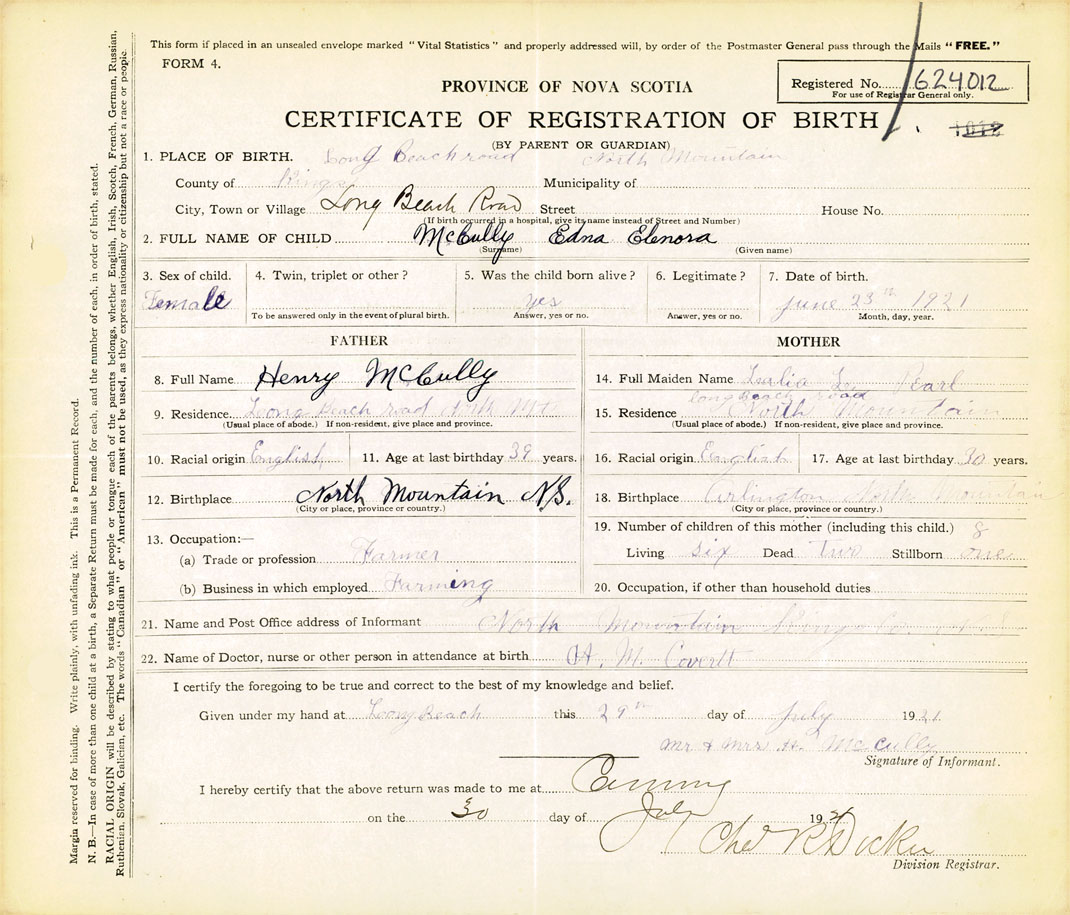 This form if placed in an unsealed envelope marked "Vital Statistics" and properly addressed will, by order of the Postmaster General pass through the Mails "FREE."
FORM 4.
PROVINCE OF NOVA SCOTIA
Registered No. 624012
For use of Registrar General only.
CERTIFICATE OF REGISTRATION OF BIRTH
(BY PARENT OR GUARDIAN)
1. PLACE OF BIRTH. Long Beach road North Mountain
County of Kings Municipality of
City, Town or Village Long Beach Road Street House No.
(If birth occurred in a hospital, give its name instead of Street and Number)
2. FULL NAME OF CHILD McCully Edna Elenora
(Surname) (Given name)
3. Sex of child. 4. Twin, triplet or other? 5. Was the child born alive? 6. Legitimate? 7. Date of birth.
Female yes June 23th 1921
To be answered only in the event of plural birth. Answer, yes or no. Answer, yes or no. Month, day, year.
FATHER
8. Full Name Henry McCully
9. Residence Long Beach road North Mt
(Usual place of abode.) If non-resident, give place and province.
10. Racial origin English 11. Age at last birthday 39 years.
12. Birthplace North Mountain N.S.
(City or place, province or country.)
13. Occupation:—
(a) Trade or profession Farmer
(b) Business in which employed Farming
MOTHER
14. Full Maiden Name Pearl
long beach road
15. Residence North Mountain
(Usual place of abode.) If non-resident, give place and province.
16. Racial origin English 17. Age at last birthday 30 years.
18. Birthplace Arlington North Mountain
(City or place, province or country.)
19. Number of children of this mother (including this child.) 8
Living six Dead two Stillborn one
20. Occupation, if other than household duties
21. Name and Post Office address of Informant North Mountain Kings
22. Name of Doctor, nurse or other person in attendance at birth M. Covertt
I certify the foregoing to be true and correct to the best of my knowledge and belief.
Given under my hand at Long Beach this 29th day of July 1921.
Mr & Mrs H. McCully
Signature of Informant.
I hereby certify that the above return was made to me at Canning
on the 30 day of July 1921
Division Registrar.
Margin reserved for binding. Write plainly, with unfading ink. This is a Permanent Record.
N. B.—In case of more than one child at a birth, a Separate Return must be made for each, and the number of each, in order of birth, stated.
RACIAL ORIGIN will be described by stating to what people or tongue each of the parents belongs, whether English, Irish, Scotch, French, German, Russian,
Ruthenian, Slovak, Galician, etc. The words "Canadian" or "American" must not be used, as they express nationality or citizenship but not a race or people.